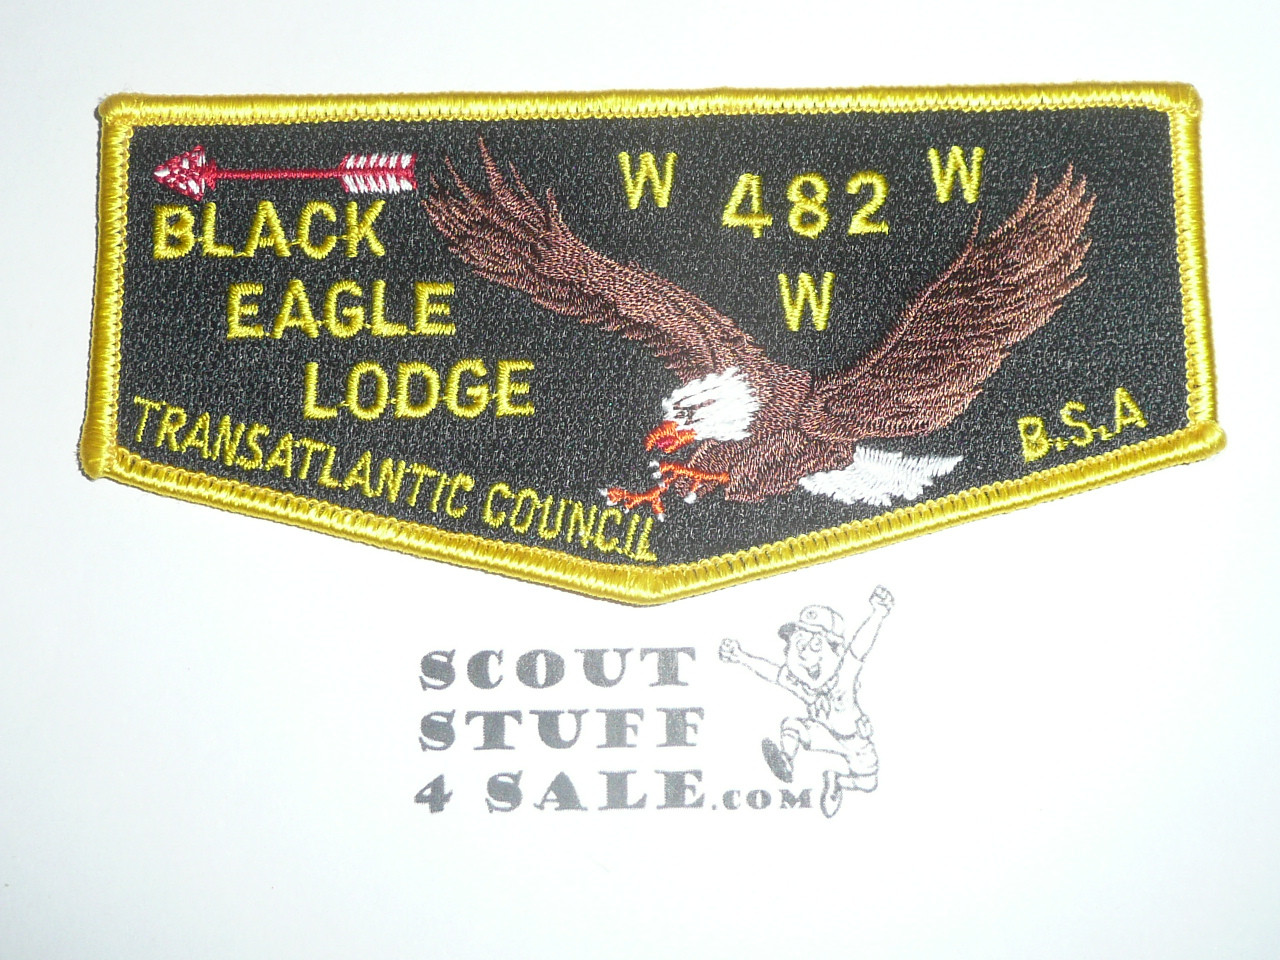 BLACK
EAGLE
LODGE
TRANSATLANTIC COUNCIL
W 482 W
W
B.S.A
SCOUT
STUFF
4 SALE.COM